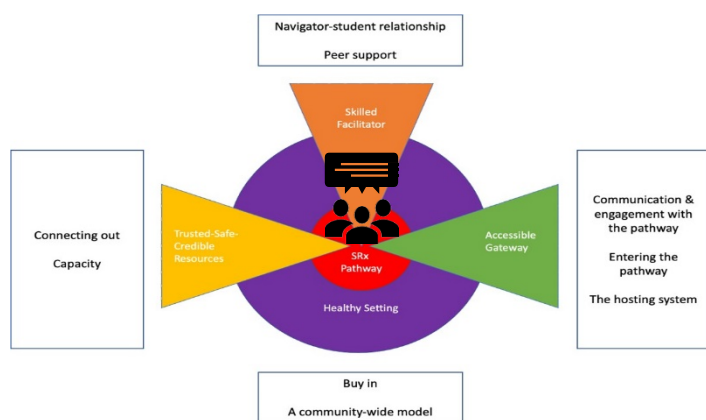 Navigator-student relationship
Peer support
Skilled
Facilitator
Connecting out
Capacity
Trusted-Safe-
Credible
Resources
SRx
Pathway
Accessible
Gateway
Healthy Setting
Communication &
engagement with
the pathway
Entering the
pathway
The hosting system
Buy in
A community-wide model